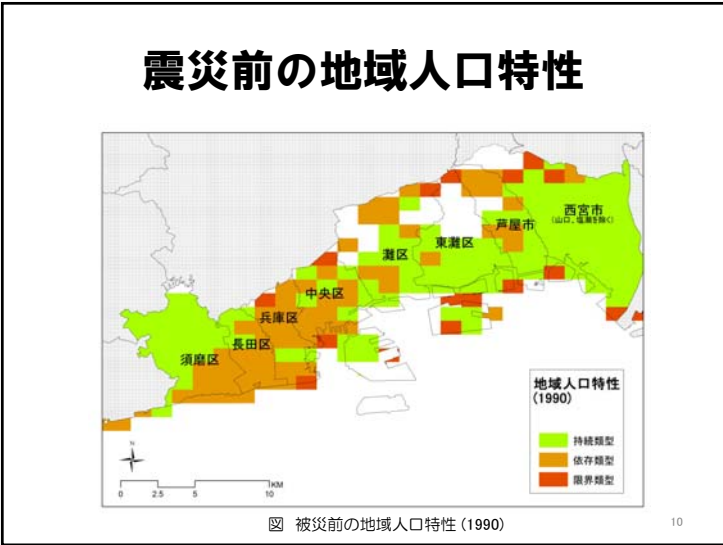 震災前の地域人口特性
西宮市
(山口、塩瀬を除く)
芦屋市
東灘区
灘区
中央区
兵庫区
長田区
須磨区
地域人口特性
(1990)
持続類型
依存類型
限界類型
N
KM
0 2.5 5 10
図 被災前の地域人口特性(1990)
10